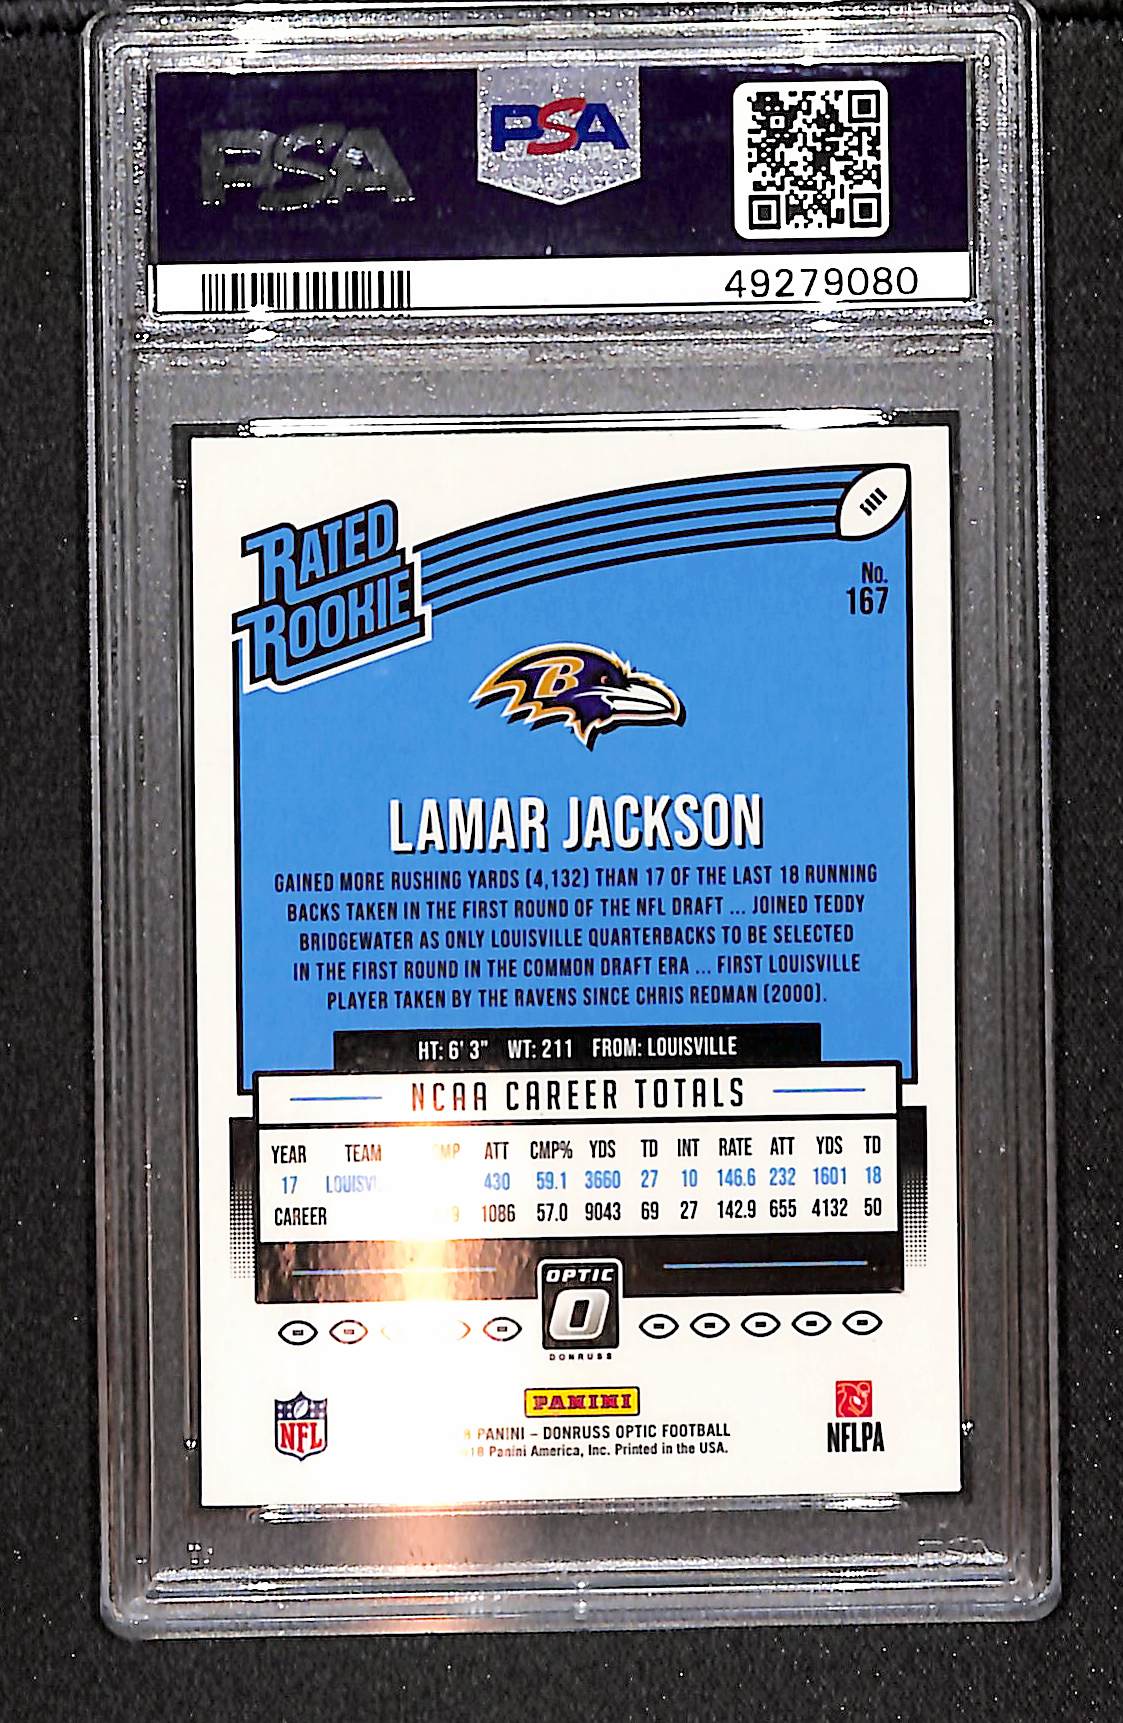 PSA
PSA
49279080
RATED
ROOKIE
No.
167
B
LAMAR JACKSON
GAINED MORE RUSHING YARDS (4,132) THAN 17 OF THE LAST 18 RUNNING
BACKS TAKEN IN THE FIRST ROUND OF THE NFL DRAFT ... JOINED TEDDY
BRIDGEWATER AS ONLY LOUISVILLE QUARTERBACKS TO BE SELECTED
IN THE FIRST ROUND IN THE COMMON DRAFT ERA ... FIRST LOUISVILLE
PLAYER TAKEN BY THE RAVENS SINCE CHRIS REDMAN (2000).
HT: 6' 3" WT: 211 FROM: LOUISVILLE
NCAA CAREER TOTALS
YEAR TEAM CMP ATT CMP% YDS TD INT RATE ATT YDS TD
17 430 59.1 3660 27 10 146.6 232 1601 18
CAREER 1086 57.0 9043 69 27 142.9 655 4132 50
OPTIC
O
DONRUSS
PANINI
NFL
PANINI – DONRUSS OPTIC FOOTBALL
Panini America, Inc. Printed in the USA.
NFLPA
PSA